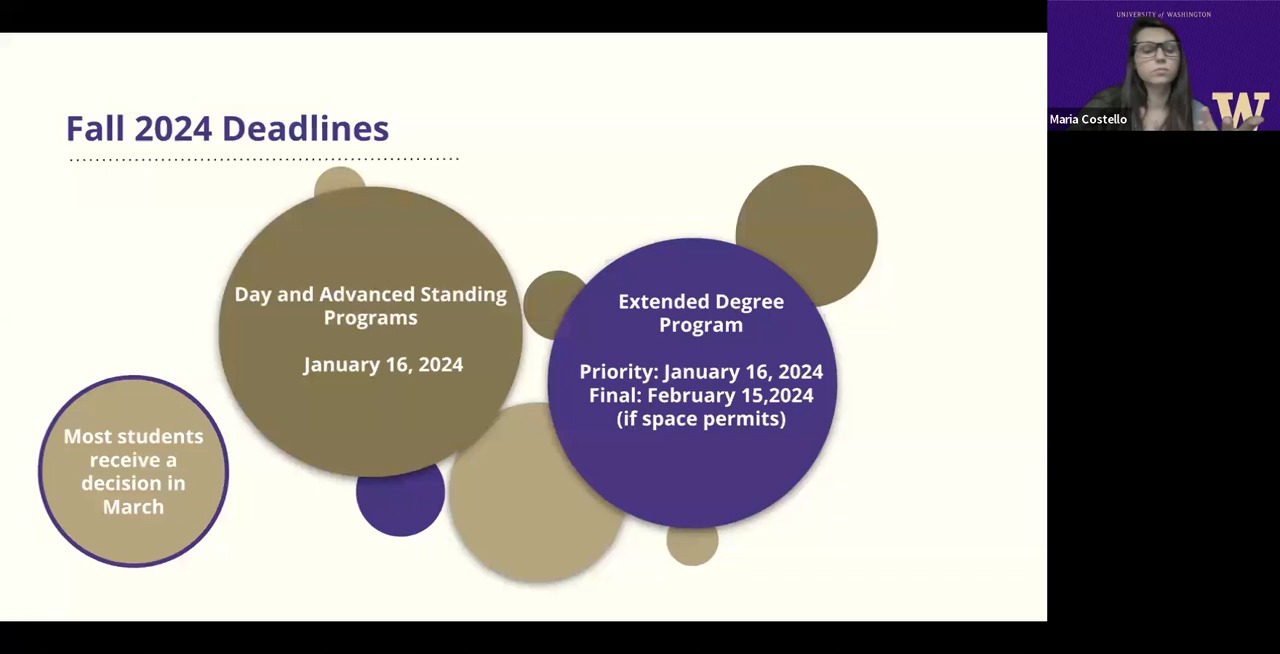 Fall 2024 Deadlines
Day and Advanced Standing
Programs
January 16, 2024
Extended Degree
Program
Priority: January 16, 2024
Final: February 15,2024
(if space permits)
Most students
receive a
decision in
March
UNIVERSITY of WASHINGTON
W
Maria Costello